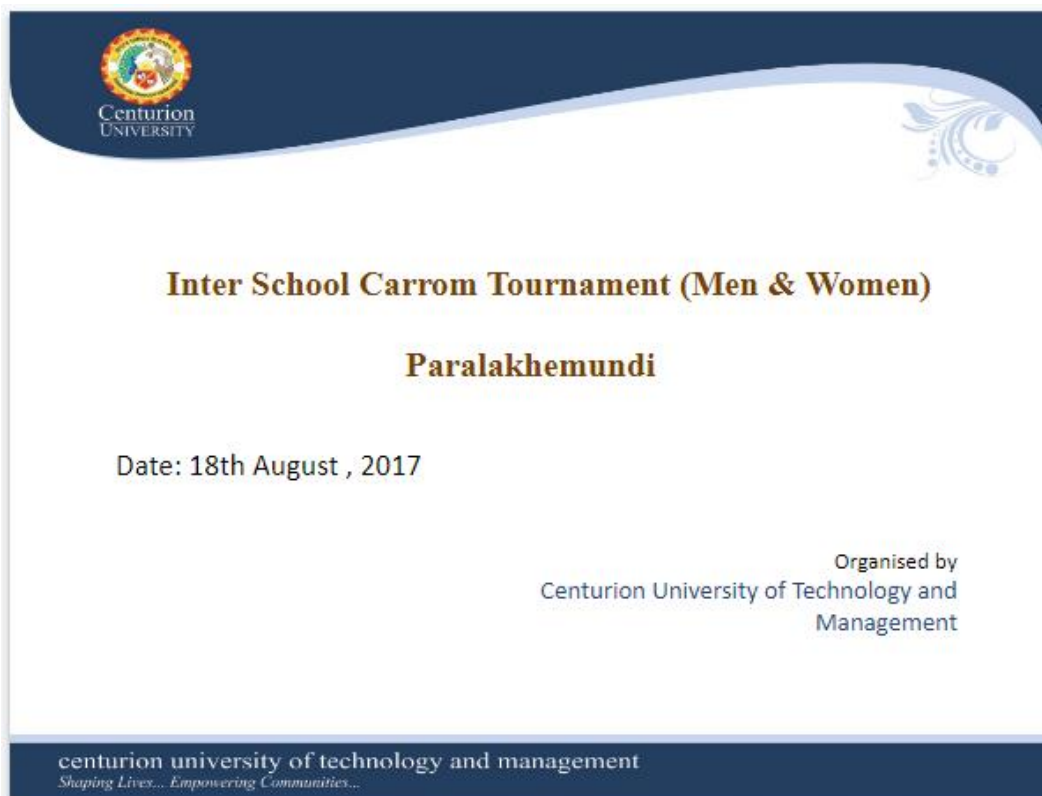 Centurion
UNIVERSITY
Inter School Carrom Tournament (Men & Women)
Paralakhemundi
Date: 18th August , 2017
Organised by
Centurion University of Technology and
Management
centurion university of technology and management
Shaping Lives... Empowering Communities...